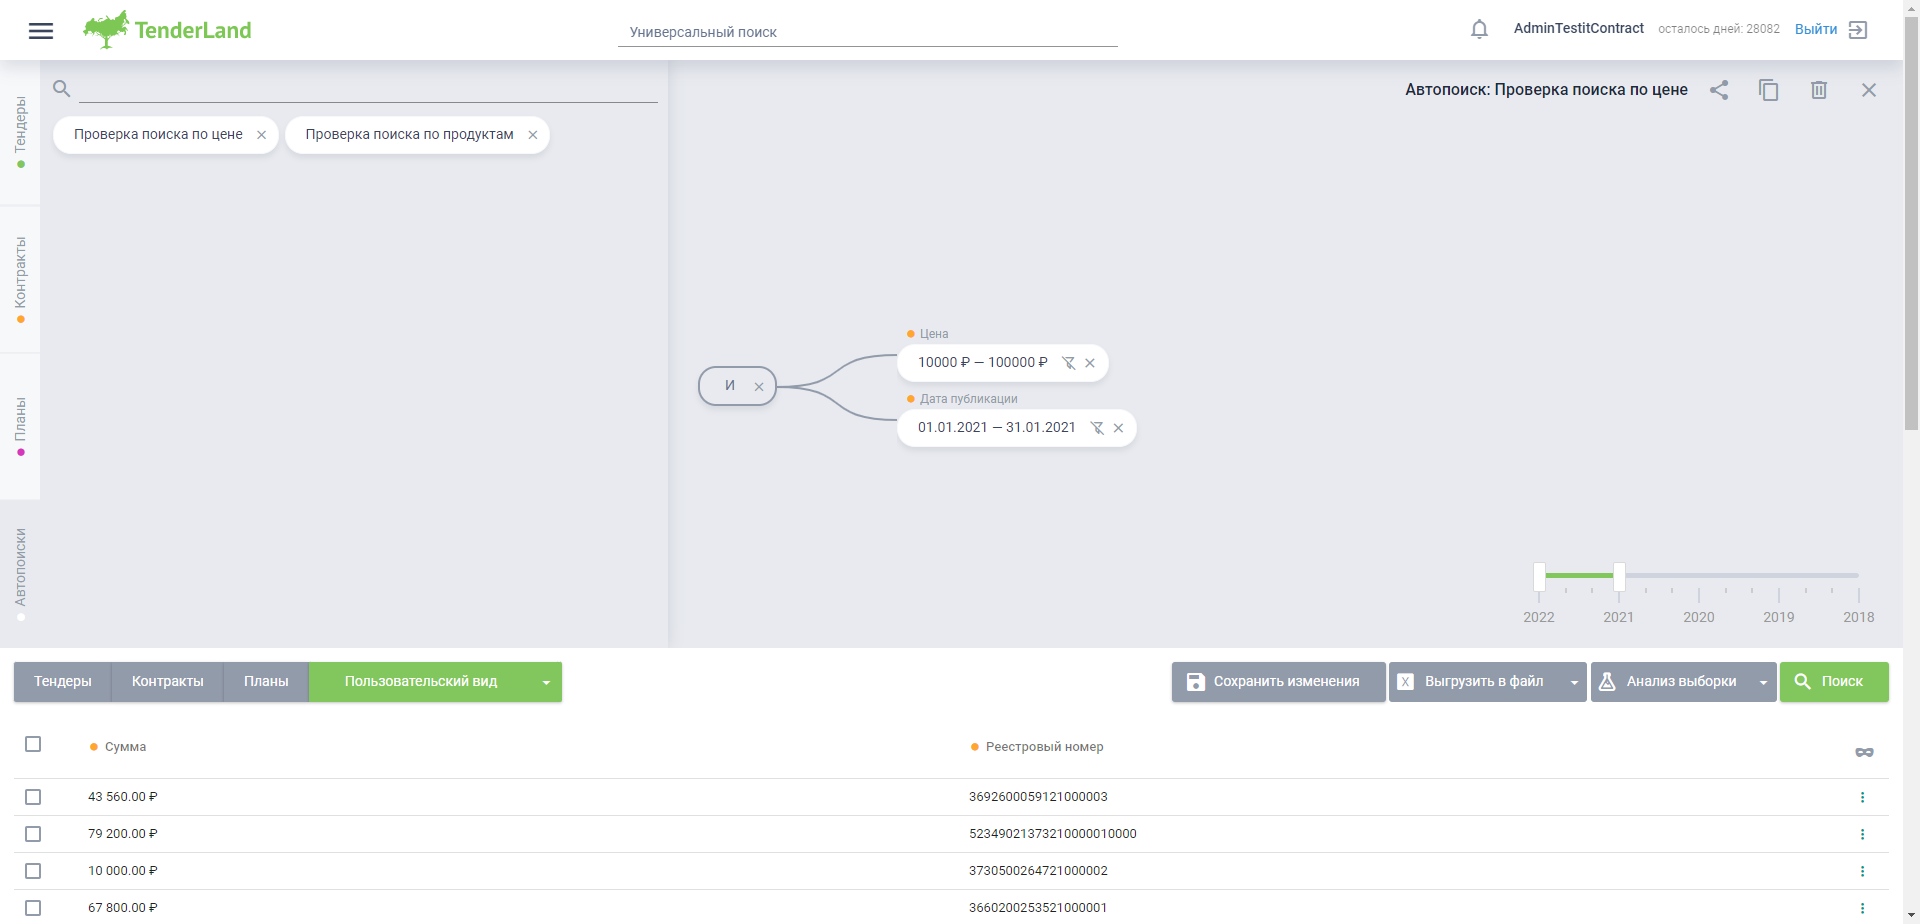 TenderLand
Универсальный поиск
AdminTestitContract
осталось дней: 28082
Выйти
Тендеры
Контракты
Планы
Автопоиски
Проверка поиска по цене
Проверка поиска по продуктам
Автопоиск: Проверка поиска по цене
И
Цена
10000 ₽ — 100000 ₽
Дата публикации
01.01.2021 — 31.01.2021
2022 2021 2020 2019 2018
Тендеры Контракты Планы Пользовательский вид
Сохранить изменения X Выгрузить в файл Анализ выборки Поиск
Сумма Реестровый номер
43 560.00 ₽ 3692600059121000003
79 200.00 ₽ 52349021373210000010000
10 000.00 ₽ 3730500264721000002
67 800.00 ₽ 3660200253521000001